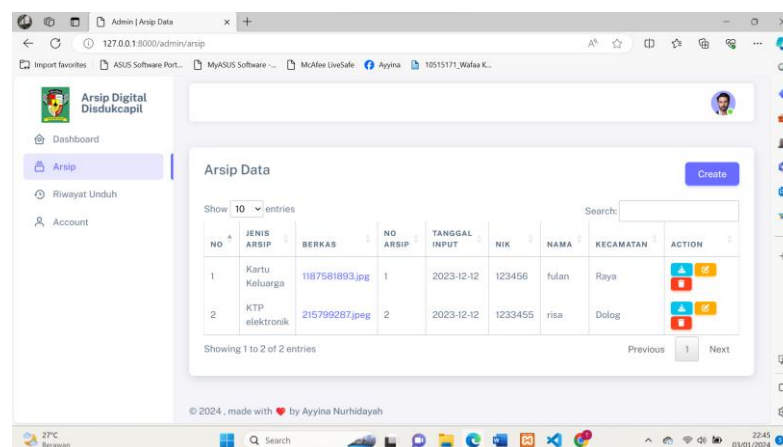 Admin | Arsip Data
127.0.0.1:8000/admin/arsip
Import favorites
ASUS Software Port...
MyASUS Software -...
McAfee LiveSafe
Ayyina
10515171_Wafaa K...
Arsip Digital
Disdukcapil
Dashboard
Arsip
Riwayat Unduh
Account
Arsip Data
Create
Show 10 entries
Search:
NO JENIS ARSIP BERKAS NO ARSIP TANGGAL INPUT NIK NAMA KECAMATAN ACTION
1 Kartu Keluarga 1187581893.jpg 1 2023-12-12 123456 fulan Raya
2 KTP elektronik 215799287.jpeg 2 2023-12-12 1233455 risa Dolog
Showing 1 to 2 of 2 entries
Previous 1 Next
© 2024 , made with ❤ by Ayyina Nurhidayah
27°C
Berawan
Search
22:45
03/01/2024